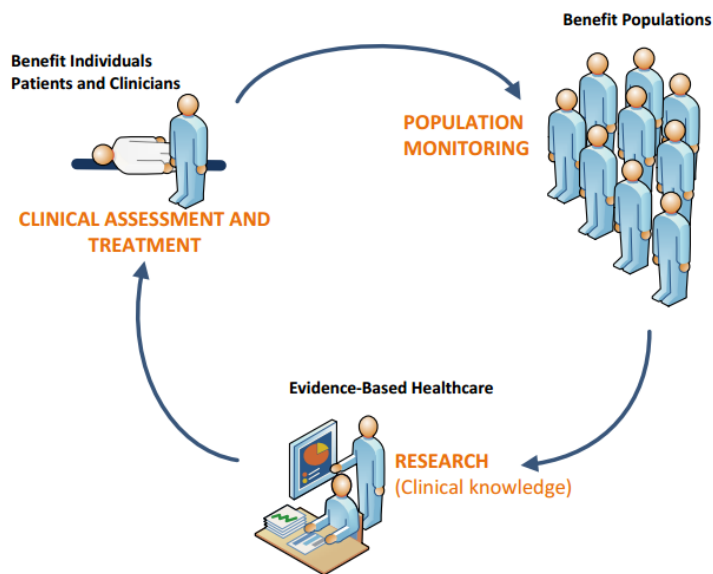 Benefit Populations
Benefit Individuals
Patients and Clinicians
POPULATION
MONITORING
CLINICAL ASSESSMENT AND
TREATMENT
Evidence-Based Healthcare
RESEARCH
(Clinical knowledge)